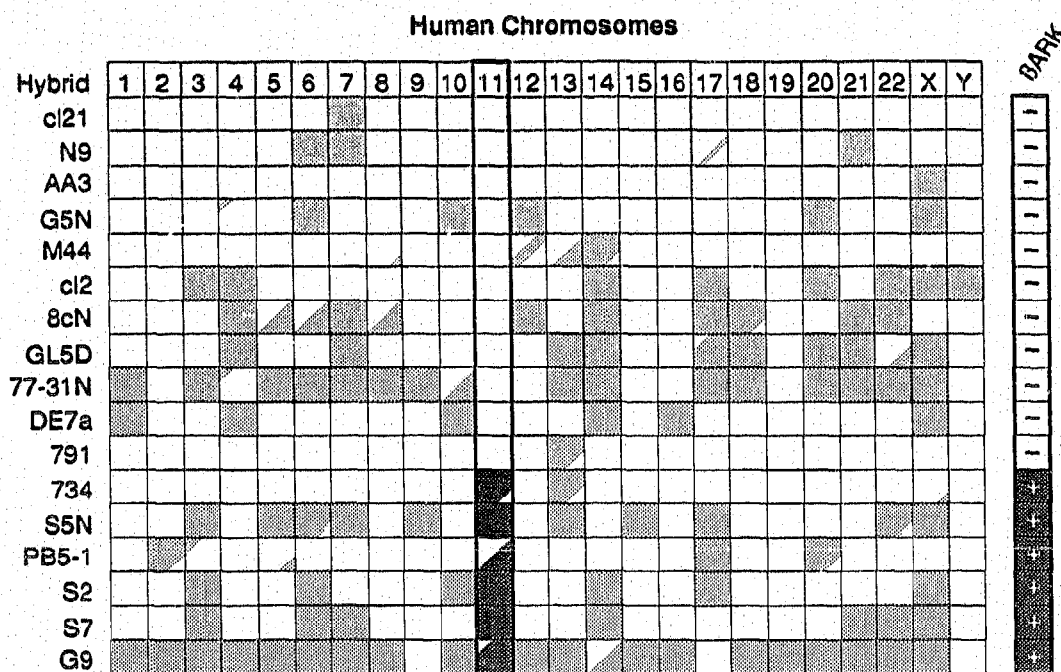 Human Chromosomes
BARK
Hybrid 1 2 3 4 5 6 7 8 9 10 11 12 13 14 15 16 17 18 19 20 21 22 X Y
cl21 -
N9 -
AA3 -
G5N -
M44 -
cl2 -
8cN -
GL5D -
77-31N -
DE7a -
791 -
734 +
S5N +
PB5-1 +
S2 +
S7 +
G9 +